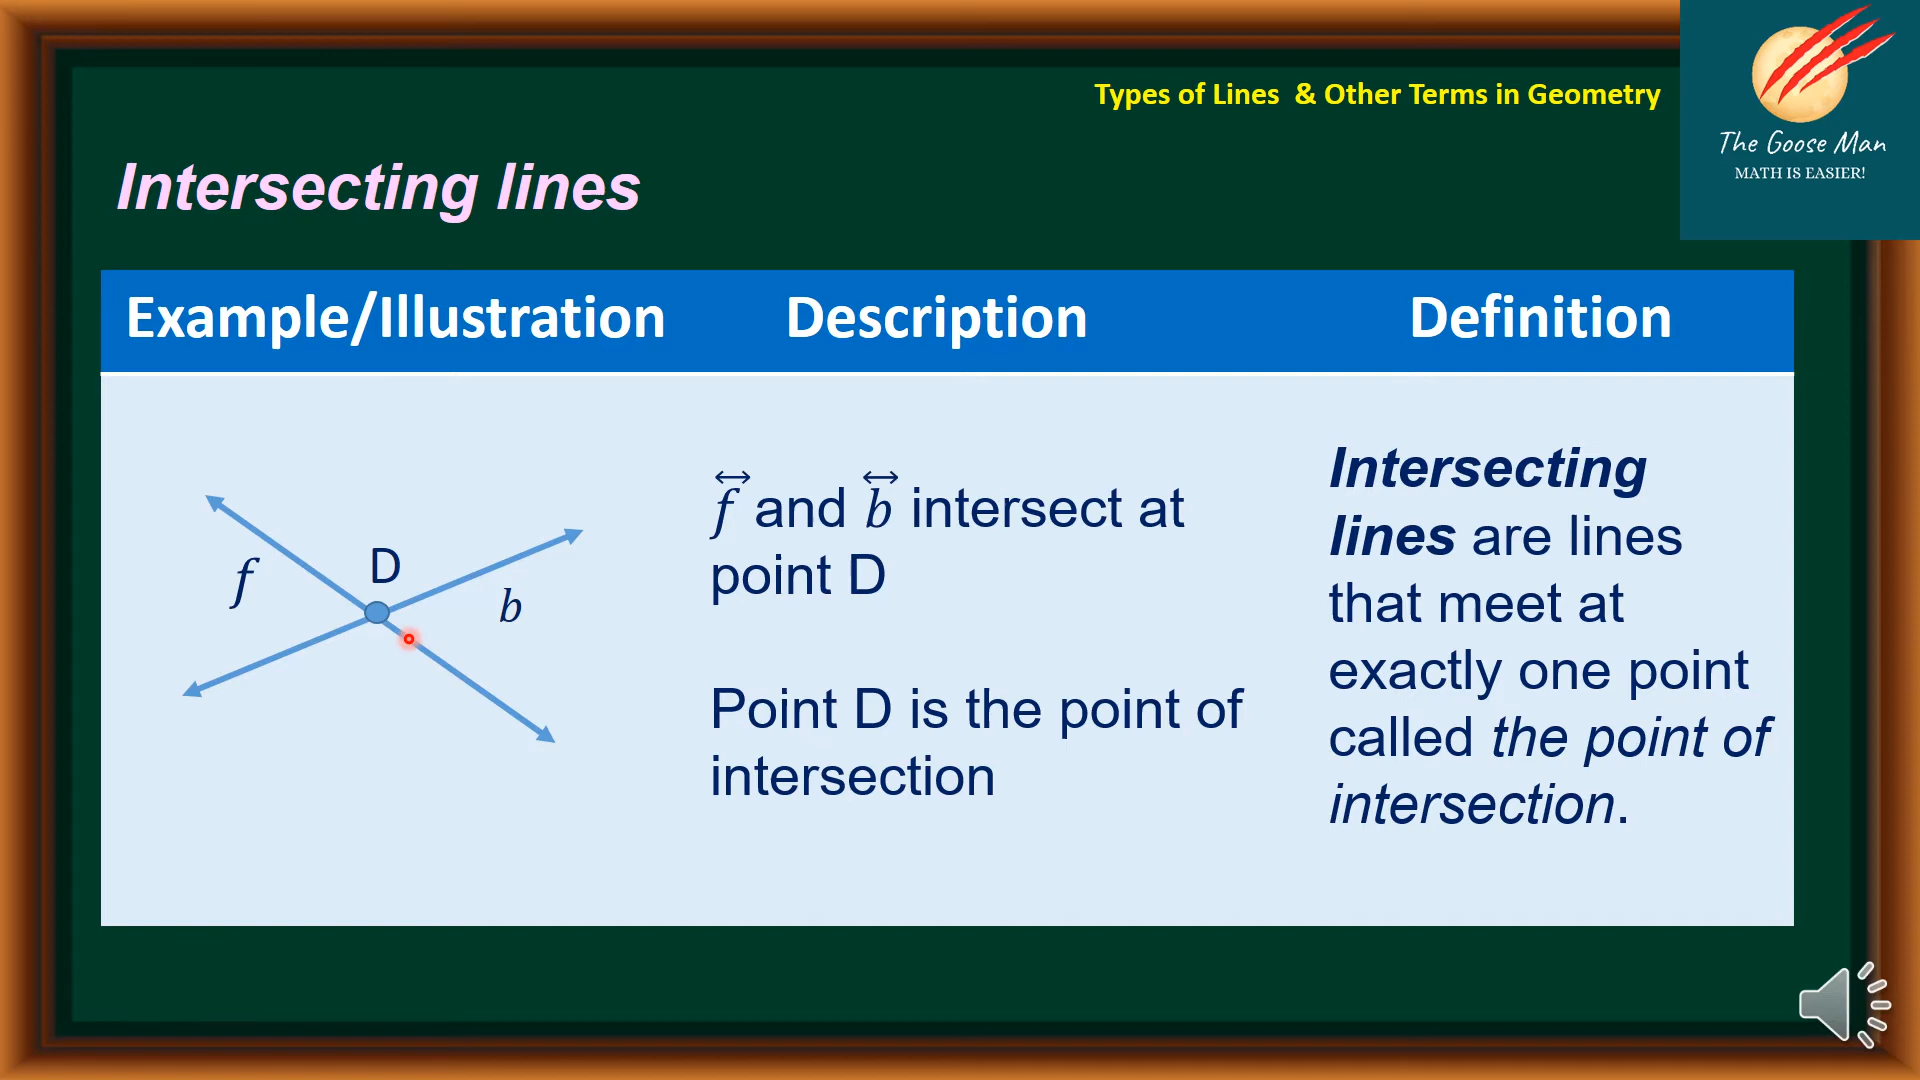 Types of Lines & Other Terms in Geometry
The Goose Man
MATH IS EASIER!
Intersecting lines
Example/Illustration
Description
Definition
D
f
b
f and b intersect at
point D
Point D is the point of
intersection
Intersecting
lines are lines
that meet at
exactly one point
called the point of
intersection.